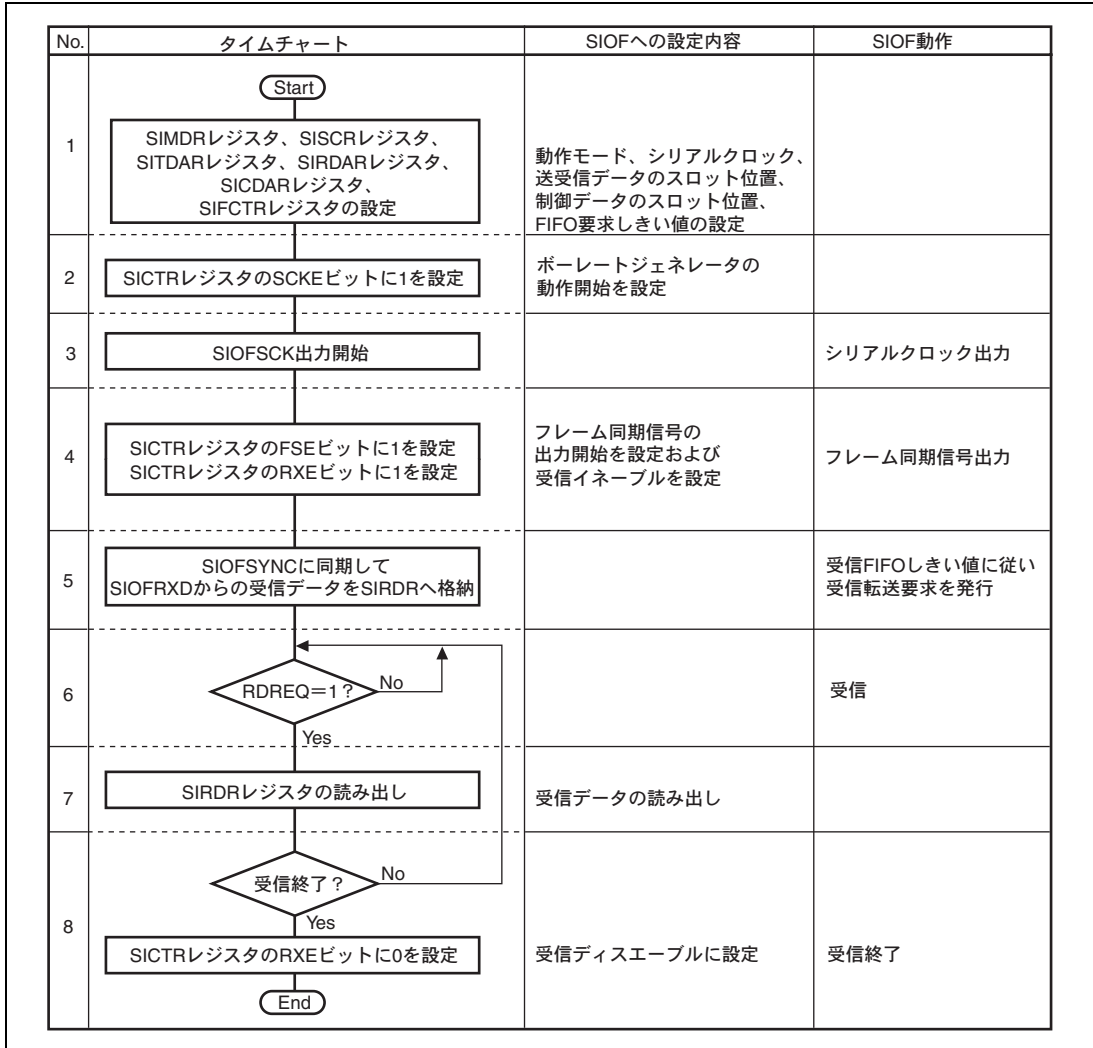 No.
タイムチャート
SIOFへの設定内容
SIOF動作
1
Start
SIMDRレジスタ、SISCRレジスタ、
SITDARレジスタ、SIRDARレジスタ、
SICDARレジスタ、
SIFCTRレジスタの設定
動作モード、シリアルクロック、
送受信データのスロット位置、
制御データのスロット位置、
FIFO要求しきい値の設定
2
SICTRレジスタのSCKEビットに1を設定
ボーレートジェネレータの
動作開始を設定
3
SIOFSCK出力開始
シリアルクロック出力
4
SICTRレジスタのFSEビットに1を設定
SICTRレジスタのRXEビットに1を設定
フレーム同期信号の
出力開始を設定および
受信イネーブルを設定
フレーム同期信号出力
5
SIOFSYNCに同期して
SIOFRXDからの受信データをSIRDRへ格納
受信FIFOしきい値に従い
受信転送要求を発行
6
RDREQ=1?
No
Yes
受信
7
SIRDRレジスタの読み出し
受信データの読み出し
8
受信終了?
No
Yes
SICTRレジスタのRXEビットに0を設定
End
受信ディスエーブルに設定
受信終了